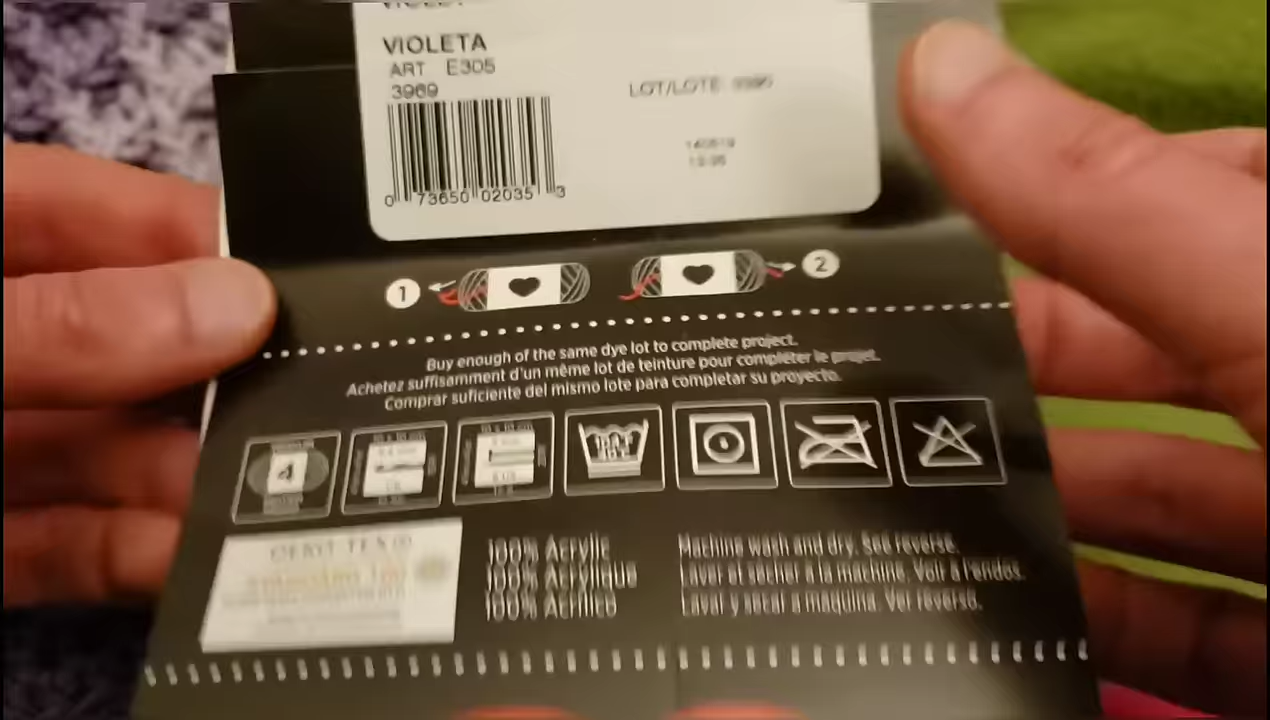 VIOLETA
ART E305
3969
LOT/LOTE
0 73650 02035 3
1
2
Buy enough of the same dye lot to complete project.
Achetez suffisamment d'un même lot de teinture pour compléter le projet.
Comprar suficiente del mismo lote para completar su proyecto.
4
100% Acrylic
100% Acrylique
100% Acrílico
Machine wash and dry. See reverse.
Laver et sécher à la machine. Voir à l'endos.
Lavar y secar a máquina. Ver reverso.